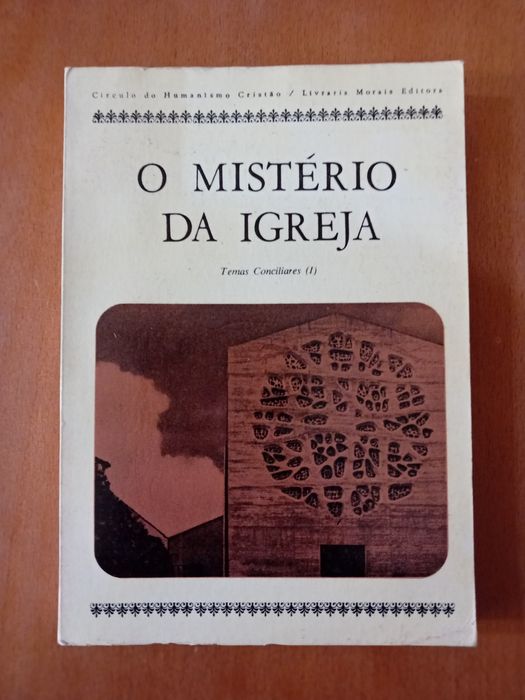 Círculo do Humanismo Cristão / Livraria Morais Editora
O MISTÉRIO
DA IGREJA
Temas Conciliares (I)